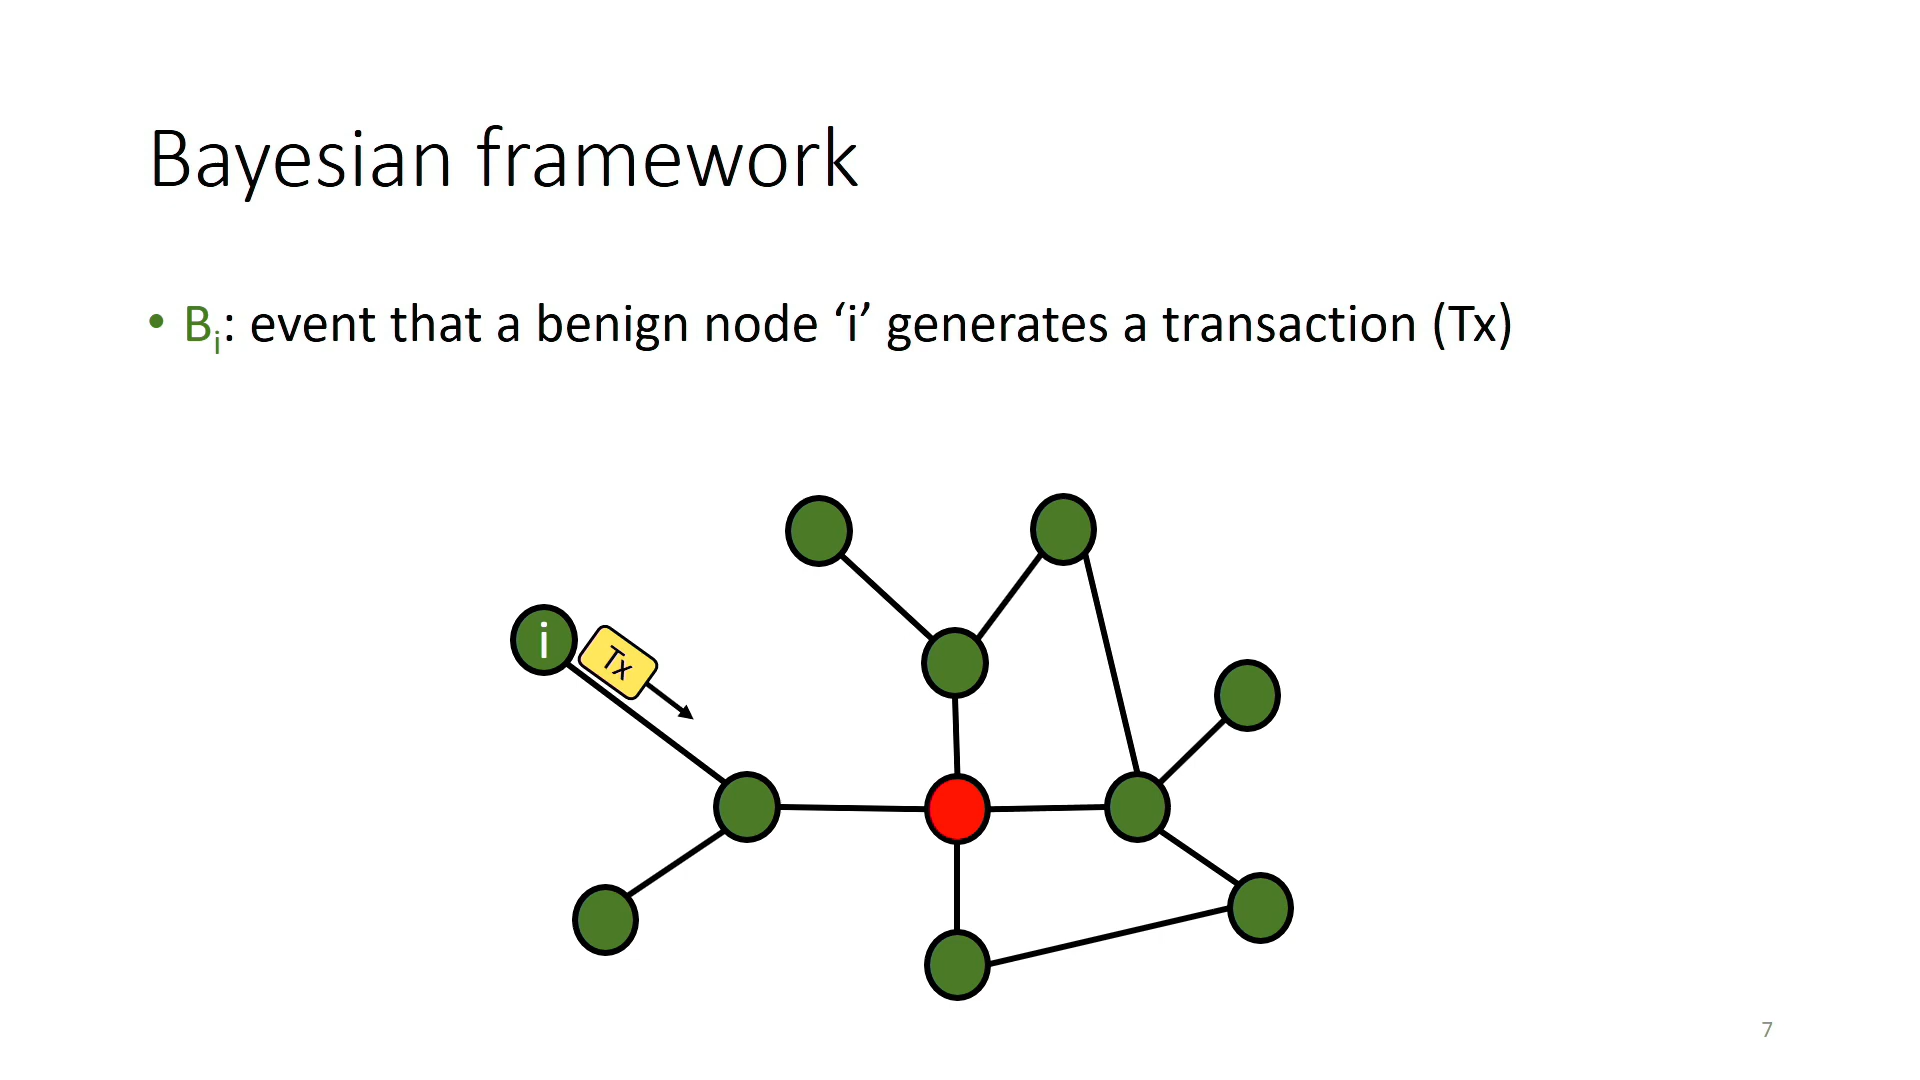 Bayesian framework
• Bᵢ: event that a benign node ‘i’ generates a transaction (Tx)
i
Tx
7